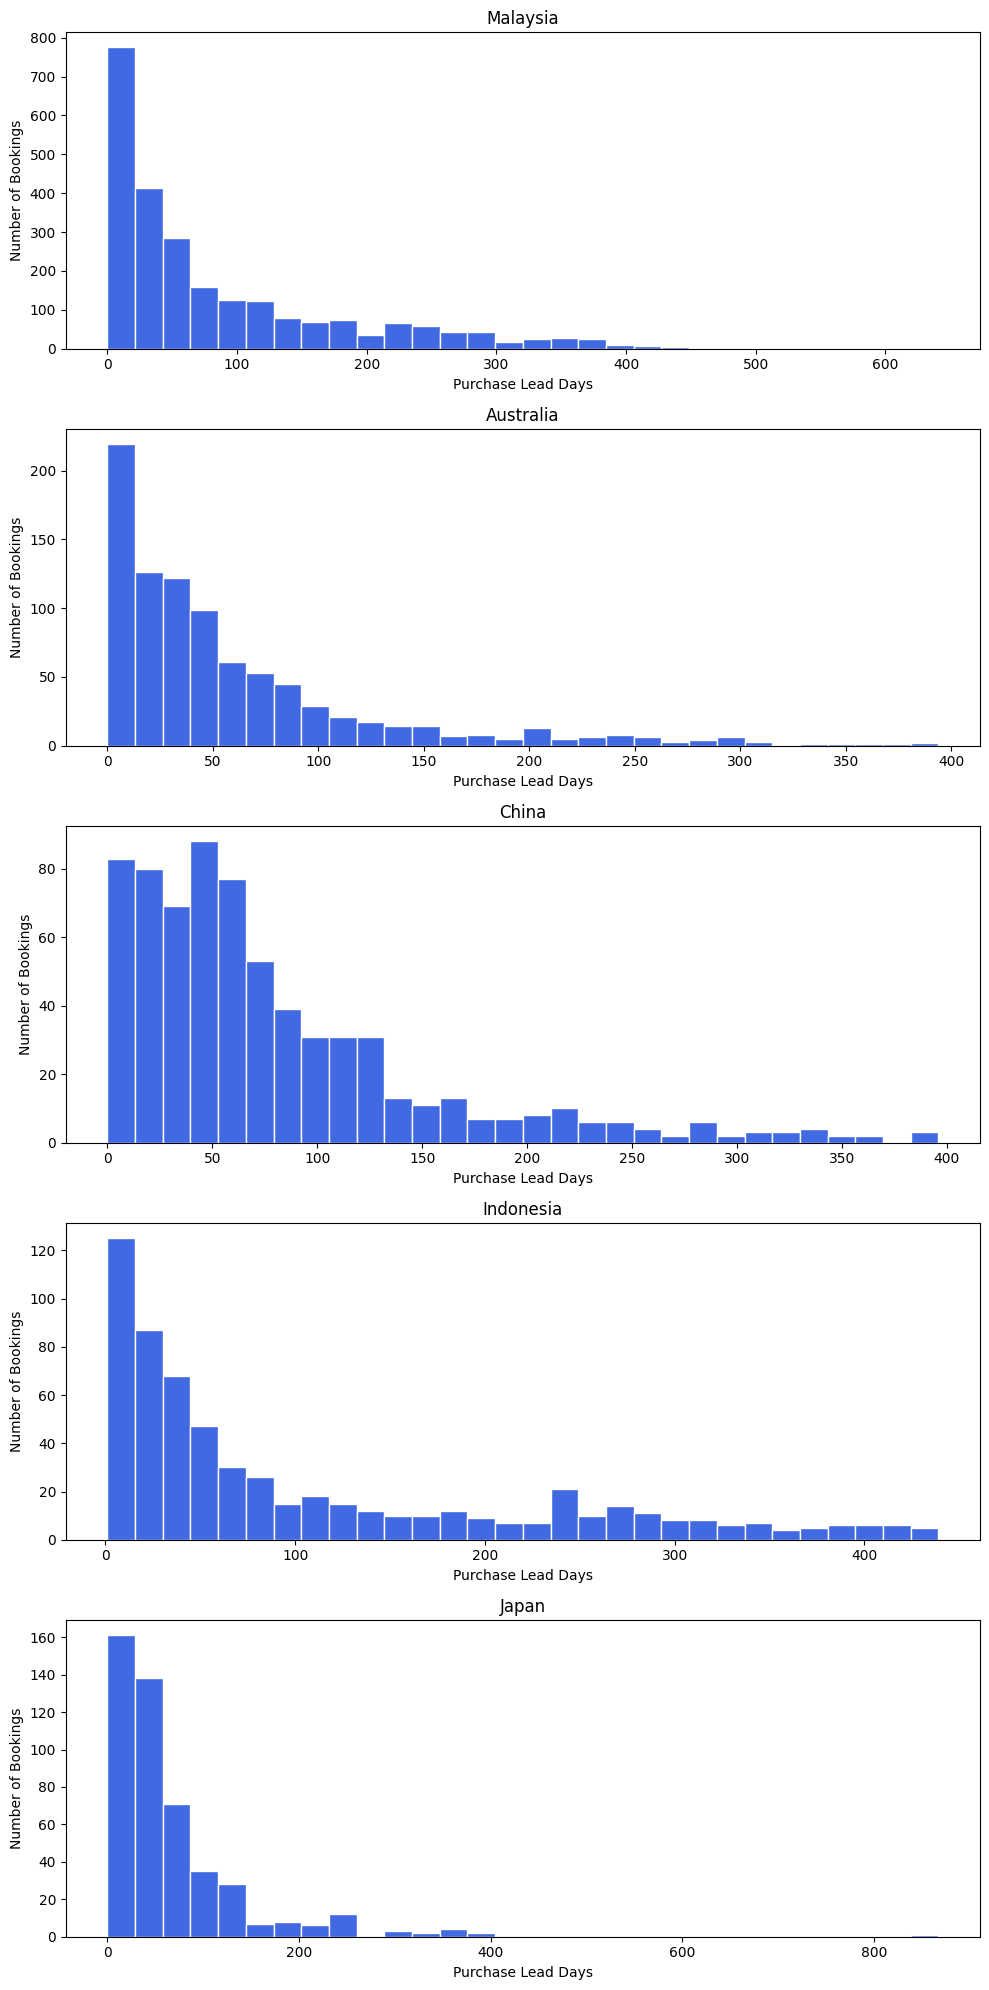 Malaysia
800
700
600
500
400
300
200
100
0
Number of Bookings
0 100 200 300 400 500 600
Purchase Lead Days
Australia
200
150
100
50
0
Number of Bookings
0 50 100 150 200 250 300 350 400
Purchase Lead Days
China
80
60
40
20
0
Number of Bookings
0 50 100 150 200 250 300 350 400
Purchase Lead Days
Indonesia
120
100
80
60
40
20
0
Number of Bookings
0 100 200 300 400
Purchase Lead Days
Japan
160
140
120
100
80
60
40
20
0
Number of Bookings
0 200 400 600 800
Purchase Lead Days